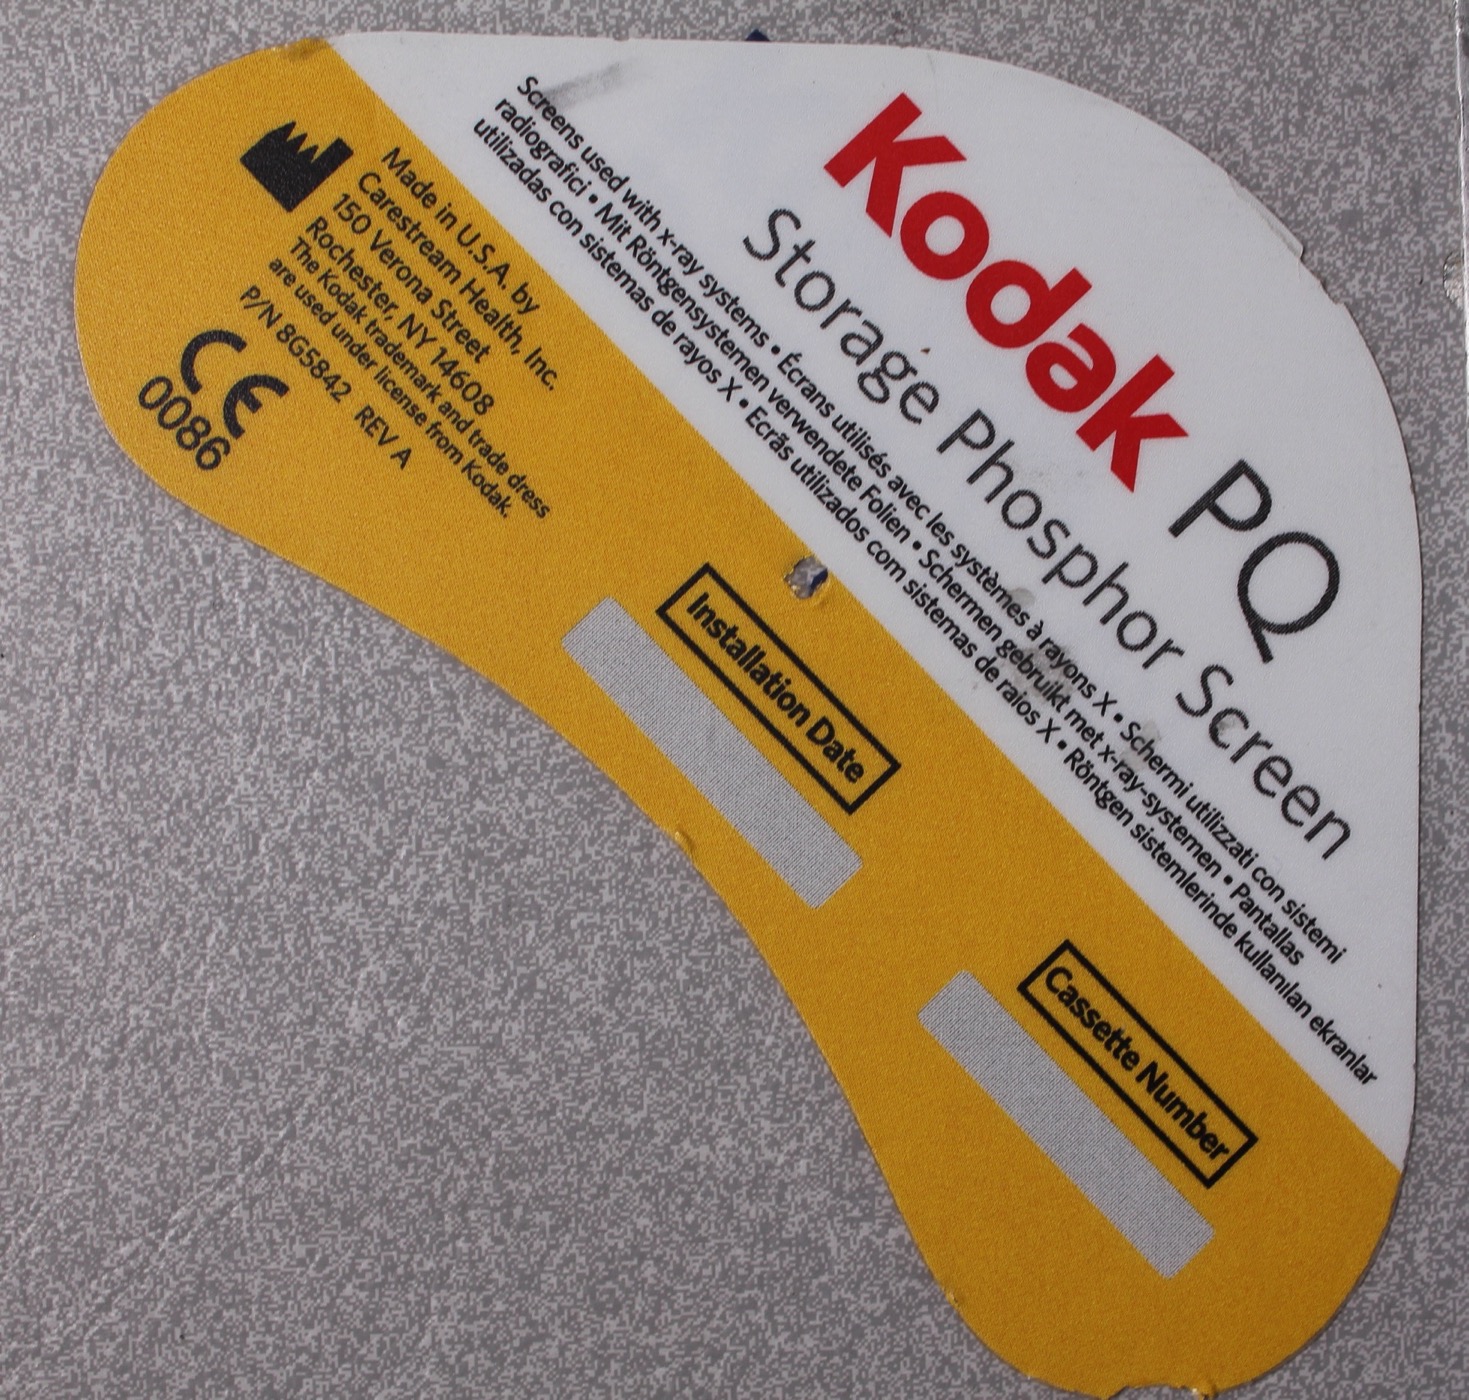 Kodak PQ
Storage Phosphor Screen
Screens used with x-ray systems • Écrans utilisés avec les systèmes à rayons X • Schermi utilizzati con sistemi
radiografici • Mit Röntgensystemen verwendete Folien • Schermen gebruikt met x-ray-systemen • Pantallas
utilizadas con sistemas de rayos X • Ecrãs utilizados com sistemas de raios X • Röntgen sistemlerinde kullanılan ekranlar
Made in U.S.A. by
Carestream Health, Inc.
150 Verona Street
Rochester, NY 14608
The Kodak trademark and trade dress
are used under license from Kodak.
P/N 8G5842 REV A
CE
0086
Installation Date
Cassette Number